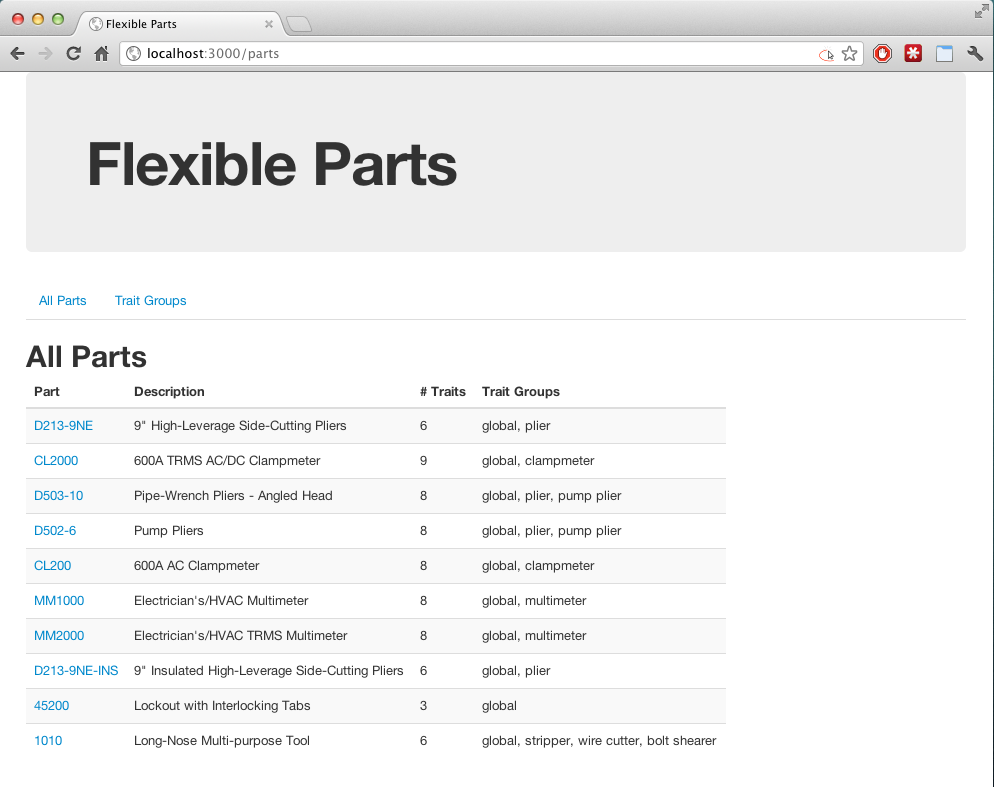 Flexible Parts
localhost:3000/parts
Flexible Parts
All Parts Trait Groups
All Parts
Part Description # Traits Trait Groups
D213-9NE 9" High-Leverage Side-Cutting Pliers 6 global, plier
CL2000 600A TRMS AC/DC Clampmeter 9 global, clampmeter
D503-10 Pipe-Wrench Pliers - Angled Head 8 global, plier, pump plier
D502-6 Pump Pliers 8 global, plier, pump plier
CL200 600A AC Clampmeter 8 global, clampmeter
MM1000 Electrician's/HVAC Multimeter 8 global, multimeter
MM2000 Electrician's/HVAC TRMS Multimeter 8 global, multimeter
D213-9NE-INS 9" Insulated High-Leverage Side-Cutting Pliers 6 global, plier
45200 Lockout with Interlocking Tabs 3 global
1010 Long-Nose Multi-purpose Tool 6 global, stripper, wire cutter, bolt shearer